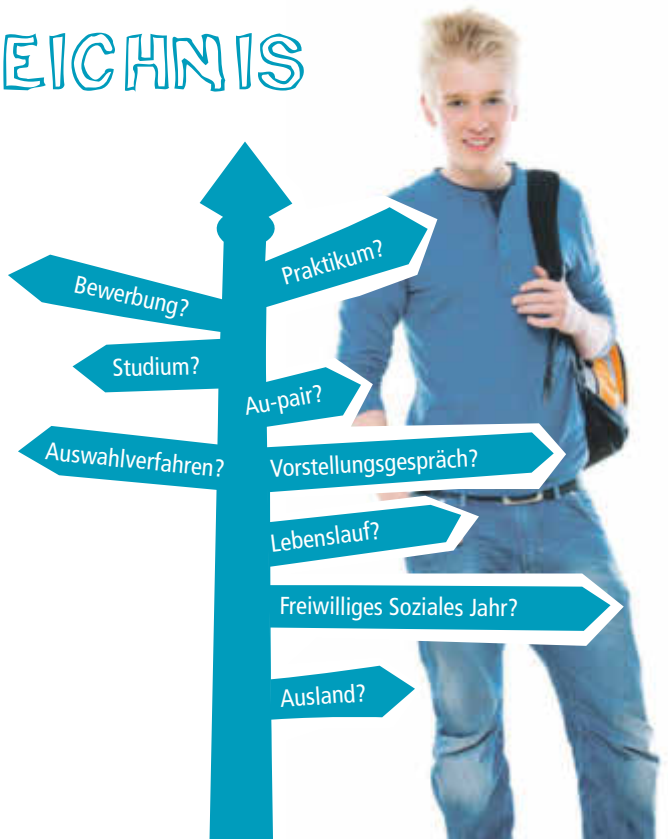 EICHNIS
Praktikum?
Bewerbung?
Studium?
Au-pair?
Auswahlverfahren?
Vorstellungsgespräch?
Lebenslauf?
Freiwilliges Soziales Jahr?
Ausland?